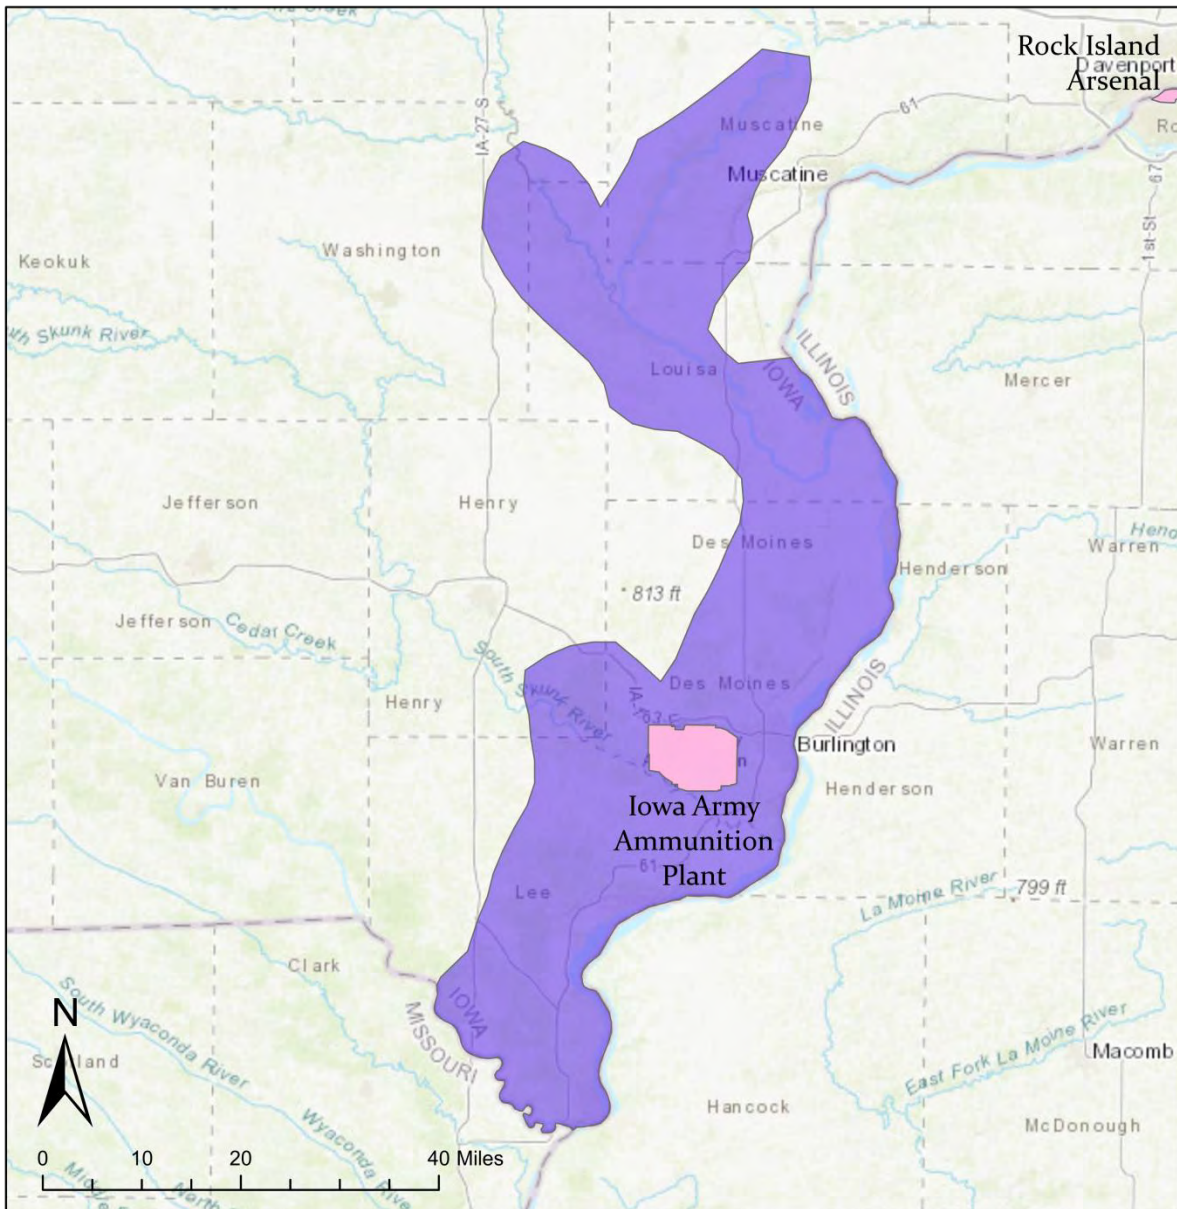 Rock Island
Davenport
Arsenal
61
Muscatine
IA-27-S
Muscatine
67
1st-St
Washington
Keokuk
Skunk River
ILLINOIS
IOWA
Louisa
Mercer
Jefferson
Henry
Des Moines
Warren
Henderson
813 ft
Jefferson
Cedar Creek
South Skunk River
Des Moines
Henry
ILLINOIS
Burlington
Warren
Van Buren
Henderson
Iowa Army
Ammunition
Plant
61
Lee
La Moine River
799 ft
Clark
IOWA
MISSOURI
N
South Wyaconda River
East Fork La Moine River
Macomb
Wyaconda
Hancock
McDonough
0 10 20 40 Miles